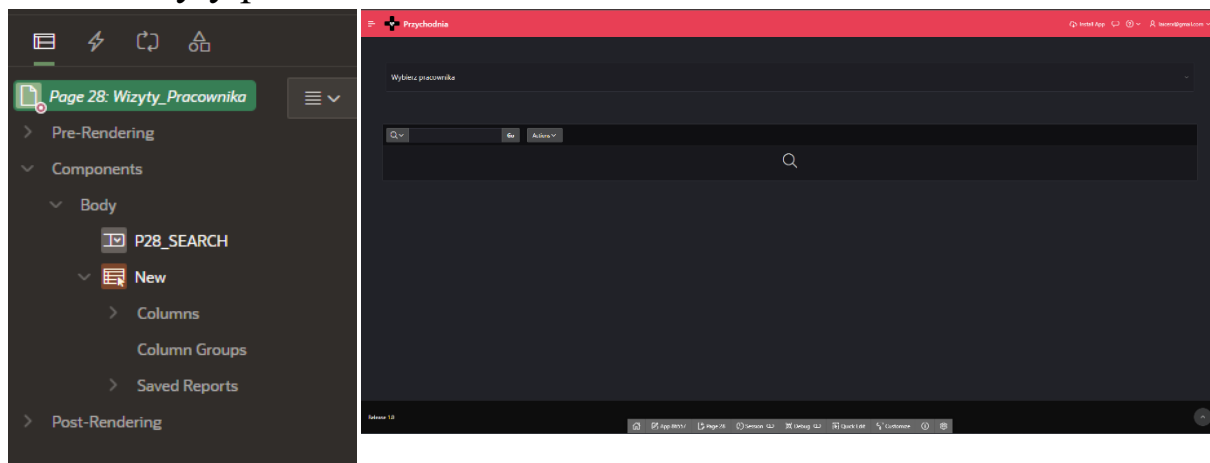 Page 28: Wizyty_Pracownika
Pre-Rendering
Components
Body
P28_SEARCH
New
Columns
Column Groups
Saved Reports
Post-Rendering
Przychodnia
Install App
Wybierz pracownika
Go
Actions
Release 1.0
Page 28
Session
Debug
Quick Edit
Customize